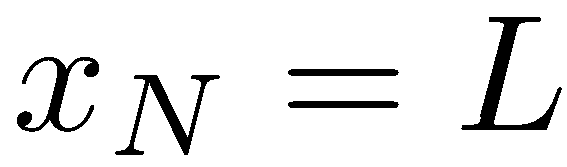 x_N = L